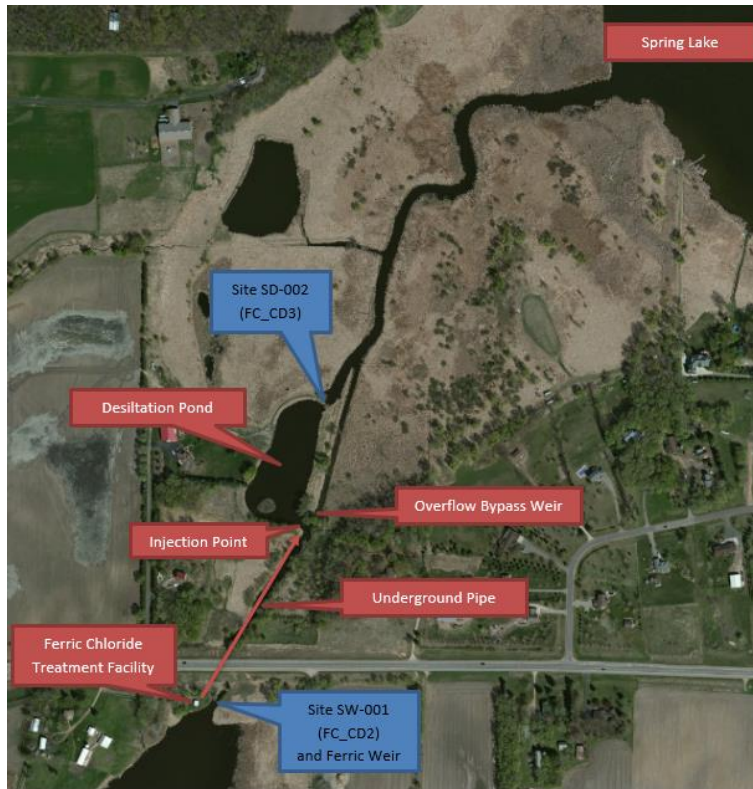 Spring Lake
Site SD-002
(FC_CD3)
Desiltation Pond
Overflow Bypass Weir
Injection Point
Underground Pipe
Ferric Chloride
Treatment Facility
Site SW-001
(FC_CD2)
and Ferric Weir